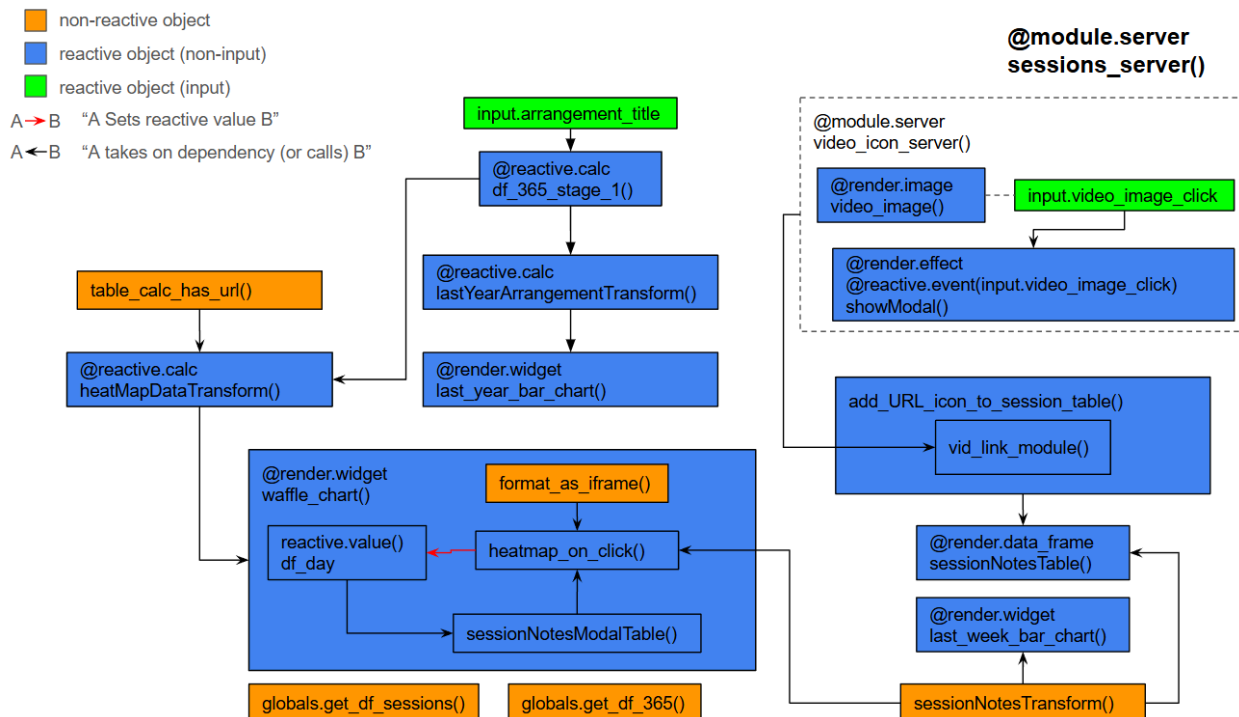 non-reactive object
reactive object (non-input)
reactive object (input)
A→B “A Sets reactive value B”
A←B “A takes on dependency (or calls) B”
@module.server
sessions_server()
input.arrangement_title
@reactive.calc
df_365_stage_1()
@reactive.calc
lastYearArrangementTransform()
@render.widget
last_year_bar_chart()
table_calc_has_url()
@reactive.calc
heatMapDataTransform()
@module.server
video_icon_server()
@render.image
video_image()
input.video_image_click
@render.effect
@reactive.event(input.video_image_click)
showModal()
add_URL_icon_to_session_table()
vid_link_module()
@render.widget
waffle_chart()
format_as_iframe()
reactive.value()
df_day
heatmap_on_click()
sessionNotesModalTable()
@render.data_frame
sessionNotesTable()
@render.widget
last_week_bar_chart()
globals.get_df_sessions()
globals.get_df_365()
sessionNotesTransform()